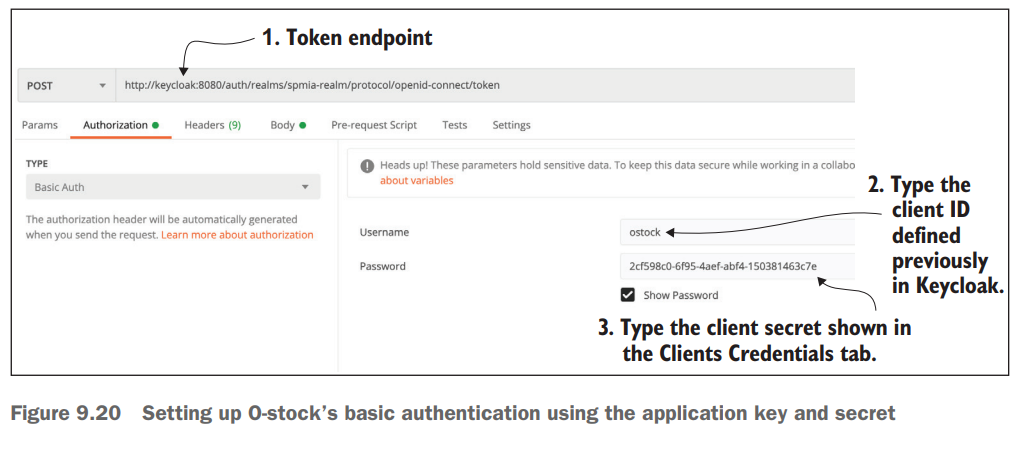 1. Token endpoint
POST
http://keycloak:8080/auth/realms/spmia-realm/protocol/openid-connect/token
Params
Authorization
Headers (9)
Body
Pre-request Script
Tests
Settings
TYPE
Basic Auth
The authorization header will be automatically generated
when you send the request. Learn more about authorization
Heads up! These parameters hold sensitive data. To keep this data secure while working in a collabo
about variables
Username
ostock
Password
2cf598c0-6f95-4aef-abf4-150381463c7e
Show Password
2. Type the
client ID
defined
previously
in Keycloak.
3. Type the client secret shown in
the Clients Credentials tab.
Figure 9.20 Setting up O-stock’s basic authentication using the application key and secret